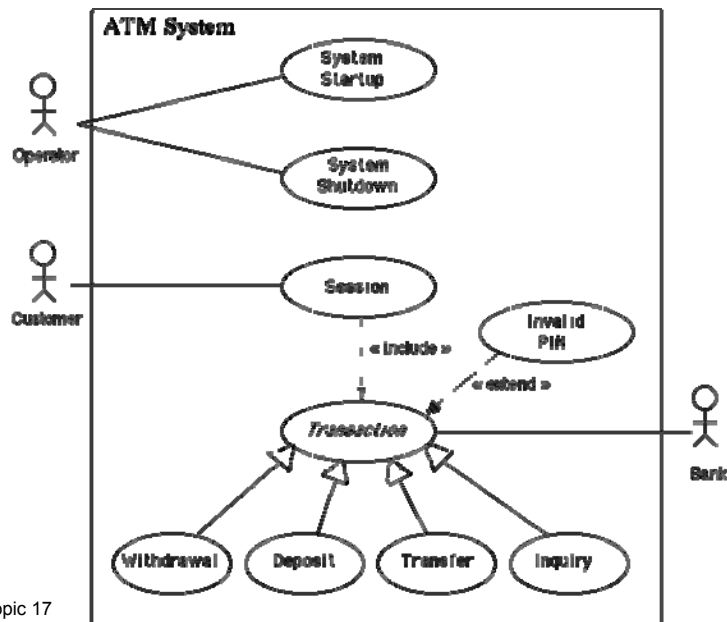 ATM System
System
Startup
Operator
System
Shutdown
Session
Customer
Invalid
PIN
« include »
« extend »
Transaction
Bank
Withdrawal
Deposit
Transfer
Inquiry
opic 17